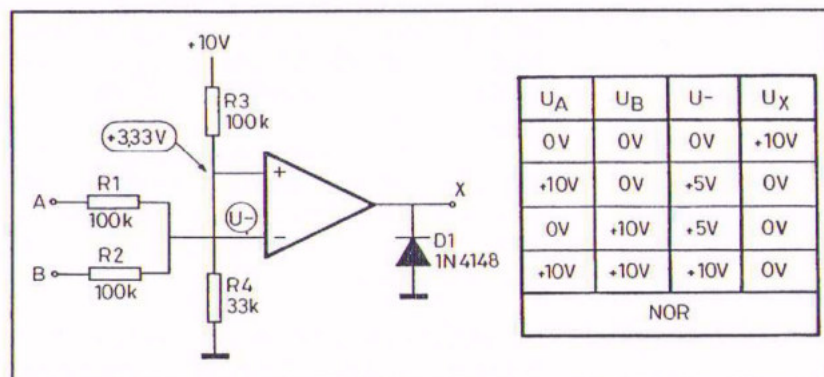 +10V
R3
100k
+3,33V
A
R1
100k
U-
B
R2
100k
+
−
X
D1
1N4148
R4
33k
UA UB U- UX
0V 0V 0V +10V
+10V 0V +5V 0V
0V +10V +5V 0V
+10V +10V +10V 0V
NOR